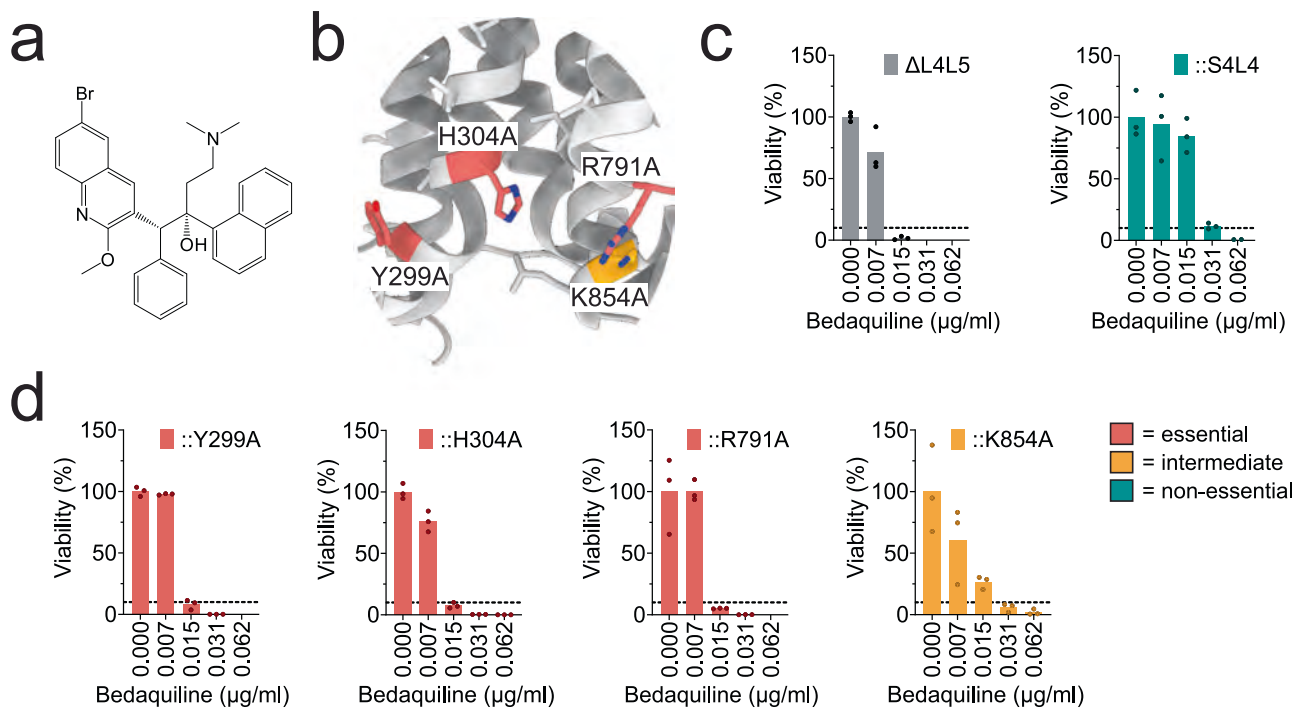 a
Br
N
N
OH
O
b
H304A
R791A
Y299A
K854A
c
ΔL4L5
Viability (%)
150
100
50
0
0.000
0.007
0.015
0.031
0.062
Bedaquiline (µg/ml)
::S4L4
Viability (%)
150
100
50
0
0.000
0.007
0.015
0.031
0.062
Bedaquiline (µg/ml)
d
::Y299A
Viability (%)
150
100
50
0
0.000
0.007
0.015
0.031
0.062
Bedaquiline (µg/ml)
::H304A
Viability (%)
150
100
50
0
0.000
0.007
0.015
0.031
0.062
Bedaquiline (µg/ml)
::R791A
Viability (%)
150
100
50
0
0.000
0.007
0.015
0.031
0.062
Bedaquiline (µg/ml)
::K854A
Viability (%)
150
100
50
0
0.000
0.007
0.015
0.031
0.062
Bedaquiline (µg/ml)
= essential
= intermediate
= non-essential